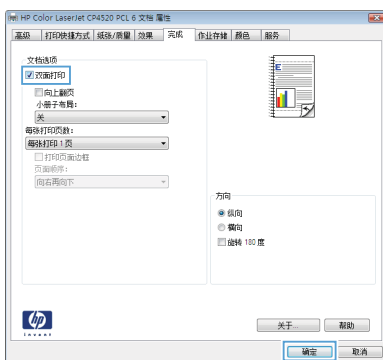 HP Color LaserJet CP4520 PCL 6 文档 属性
高级 打印快捷方式 纸张/质量 效果 完成 作业存储 颜色 服务
文档选项
双面打印
向上翻页
小册子布局:
关
每张打印页数:
每张打印 1 页
打印页面边框
页面顺序:
向右再向下
方向
纵向
横向
旋转 180 度
hp
invent
关于...
帮助
确定
取消